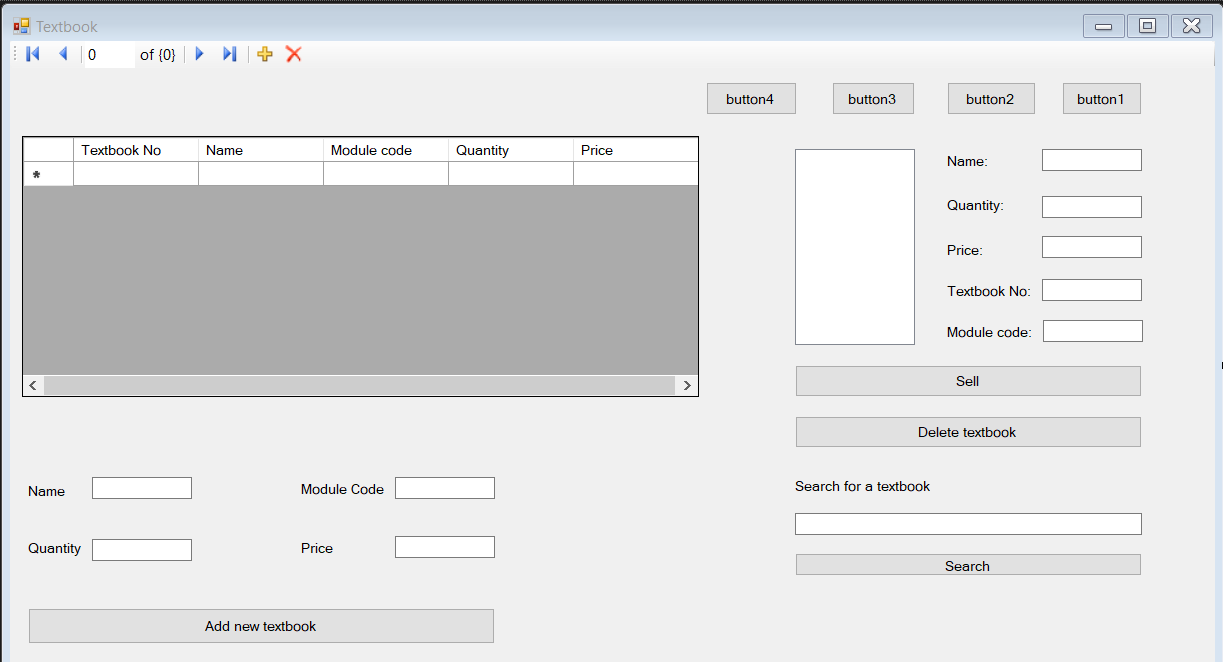 Textbook
0 of {0}
button4 button3 button2 button1
Textbook No Name Module code Quantity Price
*
Name:
Quantity:
Price:
Textbook No:
Module code:
Sell
Delete textbook
Search for a textbook
Search
Name Module Code
Quantity Price
Add new textbook